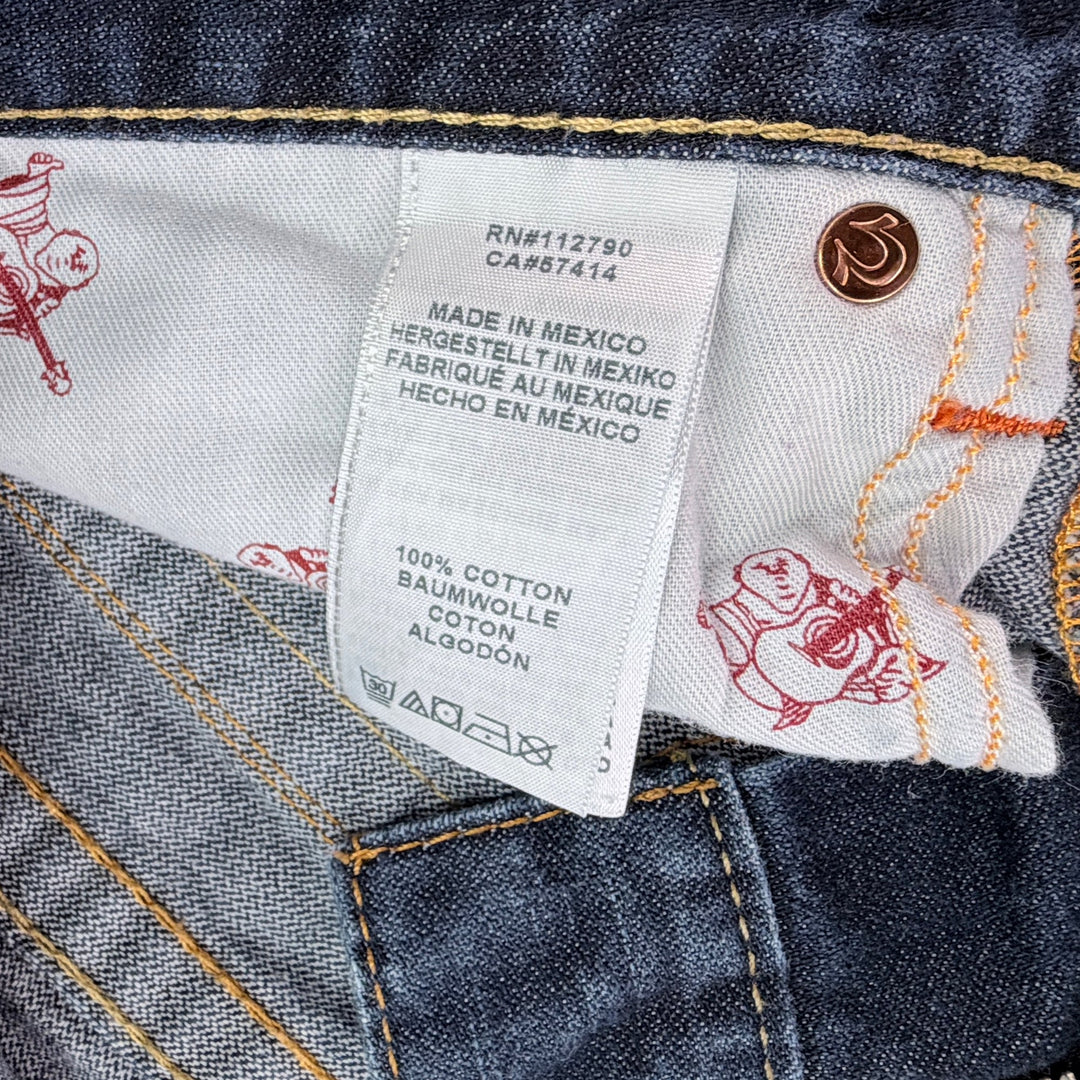 RN#112790
CA#57414
MADE IN MEXICO
HERGESTELLT IN MEXIKO
FABRIQUÉ AU MEXIQUE
HECHO EN MÉXICO
100% COTTON
BAUMWOLLE
COTON
ALGODÓN
30